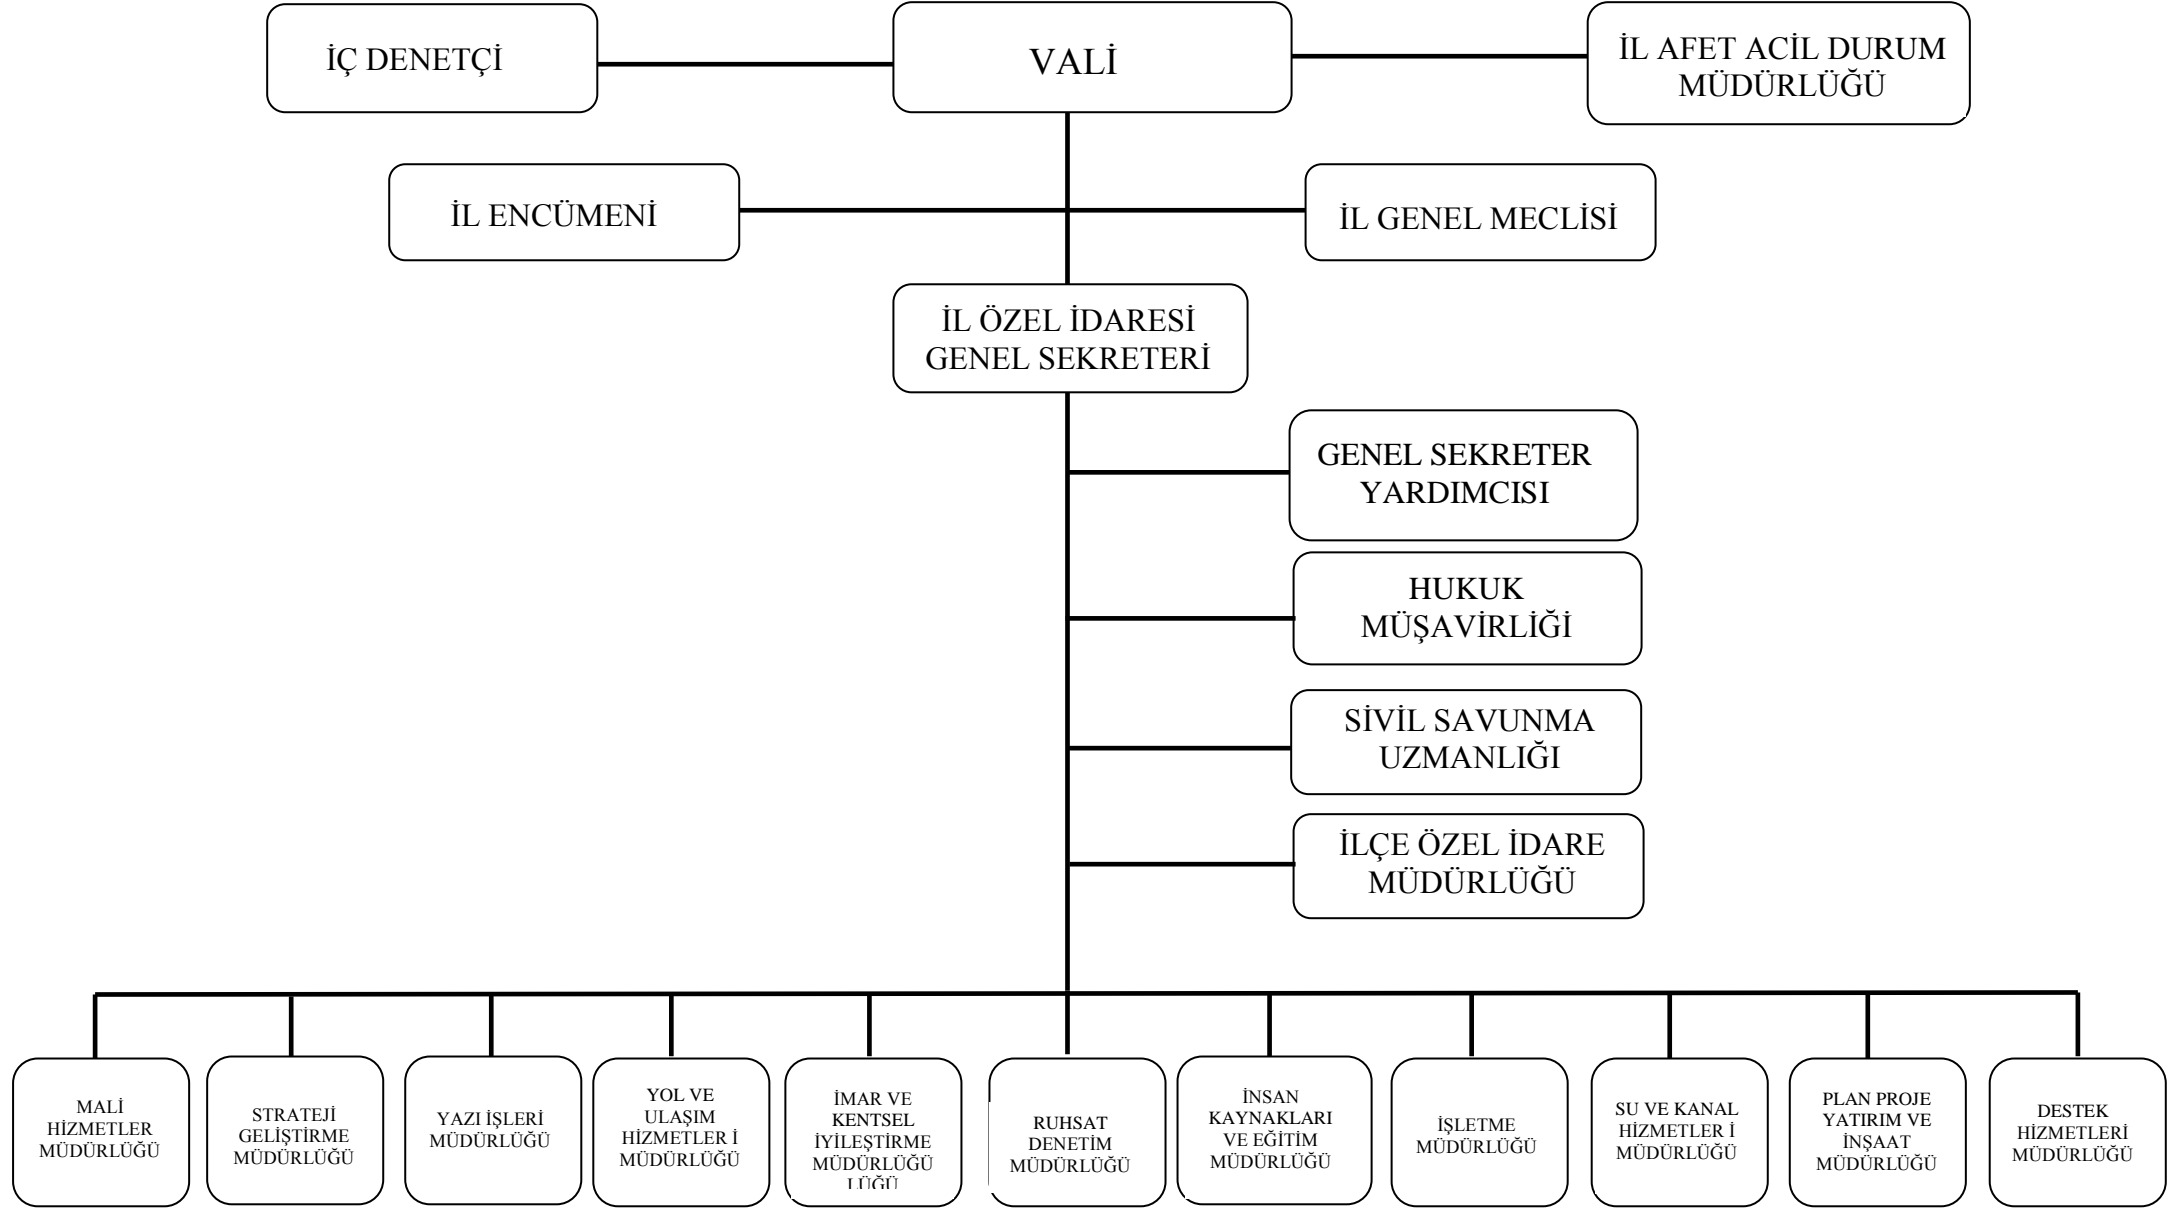 İÇ DENETÇİ
VALİ
İL AFET ACİL DURUM
MÜDÜRLÜĞÜ
İL ENCÜMENİ
İL GENEL MECLİSİ
İL ÖZEL İDARESİ
GENEL SEKRETERİ
GENEL SEKRETER
YARDIMCISI
HUKUK
MÜŞAVİRLİĞİ
SİVİL SAVUNMA
UZMANLIĞI
İLÇE ÖZEL İDARE
MÜDÜRLÜĞÜ
MALİ
HİZMETLER
MÜDÜRLÜĞÜ
STRATEJİ
GELİŞTİRME
MÜDÜRLÜĞÜ
YAZI İŞLERİ
MÜDÜRLÜĞÜ
YOL VE
ULAŞIM
HİZMETLER İ
MÜDÜRLÜĞÜ
İMAR VE
KENTSEL
İYİLEŞTİRME
MÜDÜRLÜĞÜ
LÜĞÜ
RUHSAT
DENETİM
MÜDÜRLÜĞÜ
İNSAN
KAYNAKLARI
VE EĞİTİM
MÜDÜRLÜĞÜ
İŞLETME
MÜDÜRLÜĞÜ
SU VE KANAL
HİZMETLER İ
MÜDÜRLÜĞÜ
PLAN PROJE
YATIRIM VE
İNŞAAT
MÜDÜRLÜĞÜ
DESTEK
HİZMETLERİ
MÜDÜRLÜĞÜ